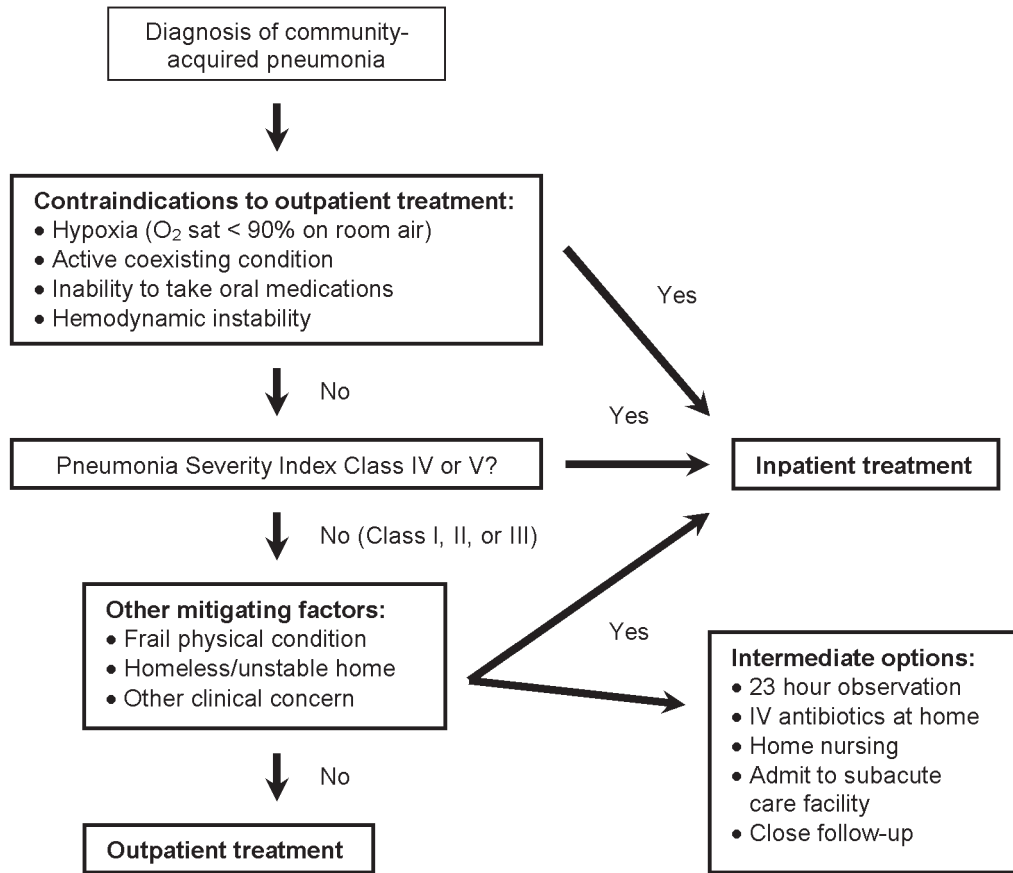 Diagnosis of community-
acquired pneumonia
Contraindications to outpatient treatment:
• Hypoxia (O₂ sat < 90% on room air)
• Active coexisting condition
• Inability to take oral medications
• Hemodynamic instability
Yes
No
Yes
Pneumonia Severity Index Class IV or V?
Inpatient treatment
No (Class I, II, or III)
Other mitigating factors:
• Frail physical condition
• Homeless/unstable home
• Other clinical concern
Yes
Intermediate options:
• 23 hour observation
• IV antibiotics at home
• Home nursing
• Admit to subacute
care facility
• Close follow-up
No
Outpatient treatment